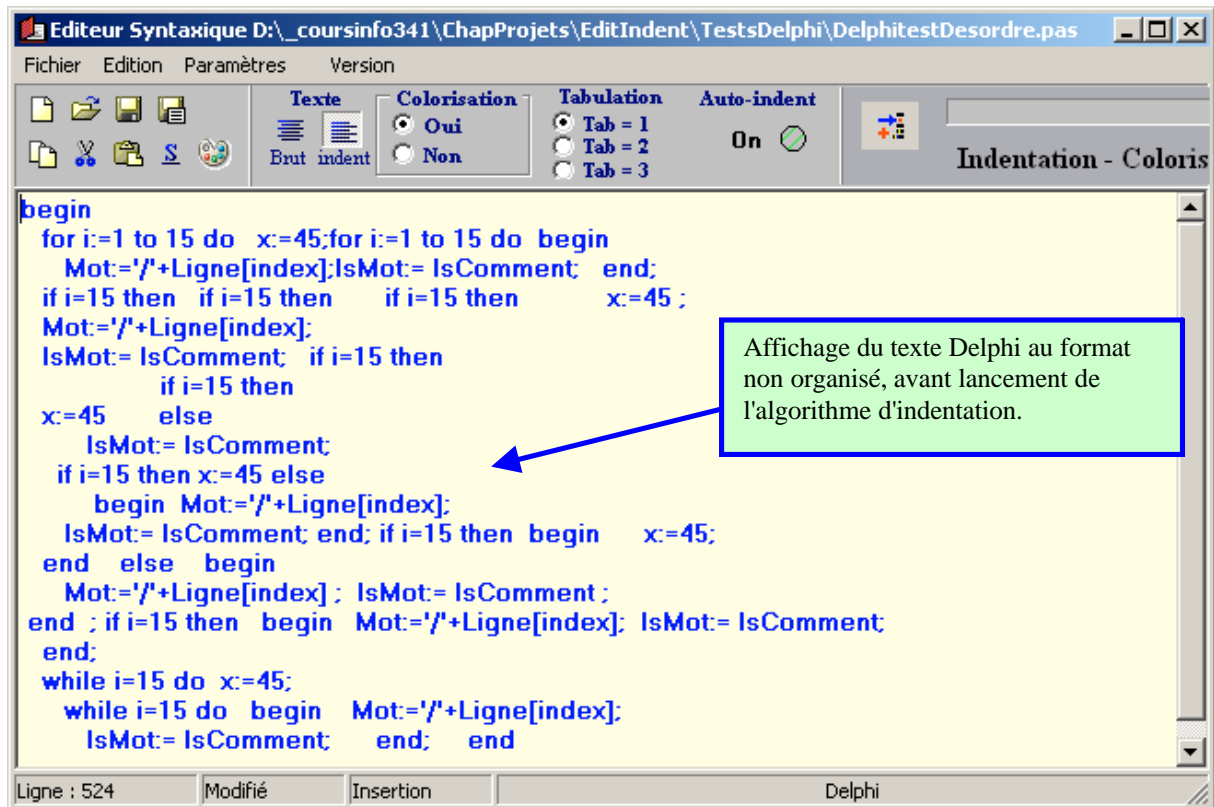 Editeur Syntaxique D:\_coursinfo341\ChapProjets\EditIndent\TestsDelphi\DelphitestDesordre.pas
Fichier Edition Paramètres Version
Texte
Brut indent
Colorisation
Oui
Non
Tabulation
Tab = 1
Tab = 2
Tab = 3
Auto-indent
On
Indentation - Coloris
begin
for i:=1 to 15 do x:=45;for i:=1 to 15 do begin
Mot:='/'+Ligne[index];IsMot:= IsComment; end;
if i=15 then if i=15 then if i=15 then x:=45 ;
Mot:='/'+Ligne[index];
IsMot:= IsComment; if i=15 then
if i=15 then
x:=45 else
IsMot:= IsComment;
if i=15 then x:=45 else
begin Mot:='/'+Ligne[index];
IsMot:= IsComment; end; if i=15 then begin x:=45;
end else begin
Mot:='/'+Ligne[index] ; IsMot:= IsComment ;
end ; if i=15 then begin Mot:='/'+Ligne[index]; IsMot:= IsComment;
end;
while i=15 do x:=45;
while i=15 do begin Mot:='/'+Ligne[index];
IsMot:= IsComment; end; end
Affichage du texte Delphi au format
non organisé, avant lancement de
l'algorithme d'indentation.
Ligne : 524 Modifié Insertion Delphi